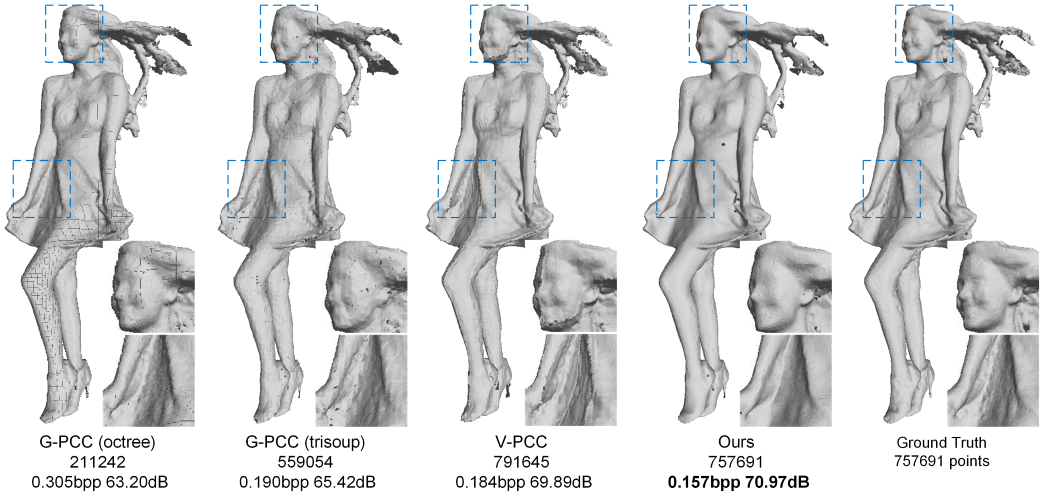 G-PCC (octree)
211242
0.305bpp 63.20dB
G-PCC (trisoup)
559054
0.190bpp 65.42dB
V-PCC
791645
0.184bpp 69.89dB
Ours
757691
0.157bpp 70.97dB
Ground Truth
757691 points